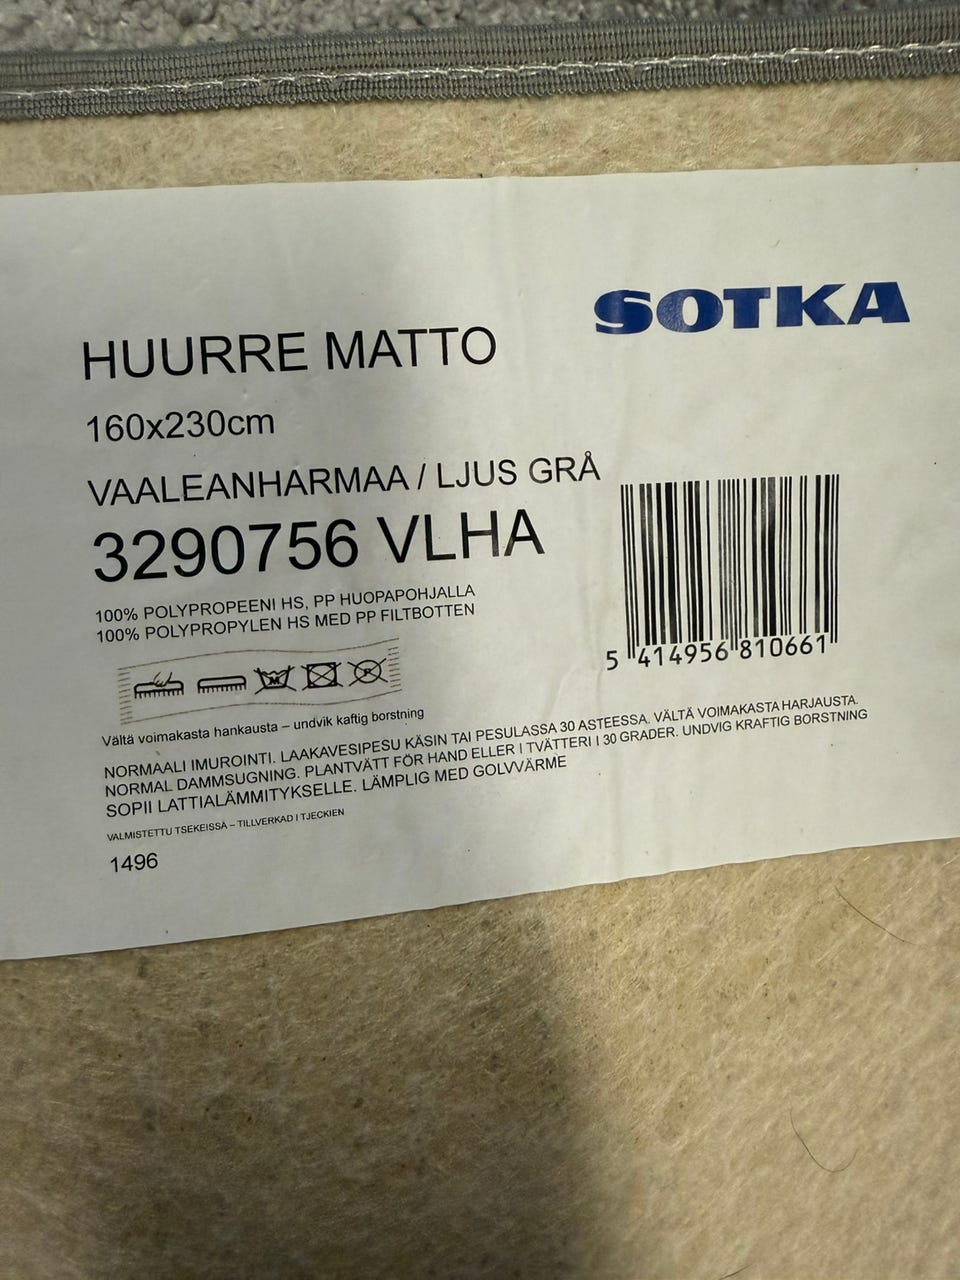 SOTKA
HUURRE MATTO
160x230cm
VAALEANHARMAA / LJUS GRÅ
3290756 VLHA
100% POLYPROPEENI HS, PP HUOPAPOHJALLA
100% POLYPROPYLEN HS MED PP FILTBOTTEN
5 414956 810661
Vältä voimakasta hankausta – undvik kaftig borstning
NORMAALI IMUROINTI. LAAKAVESIPESU KÄSIN TAI PESULASSA 30 ASTEESSA. VÄLTÄ VOIMAKASTA HARJAUSTA.
NORMAL DAMMSUGNING. PLANTVÄTT FÖR HAND ELLER I TVÄTTERI I 30 GRADER. UNDVIG KRAFTIG BORSTNING
SOPII LATTIALÄMMITYKSELLE. LÄMPLIG MED GOLVVÄRME
VALMISTETTU TSEKEISSÄ – TILLVERKAD I TJECKIEN
1496